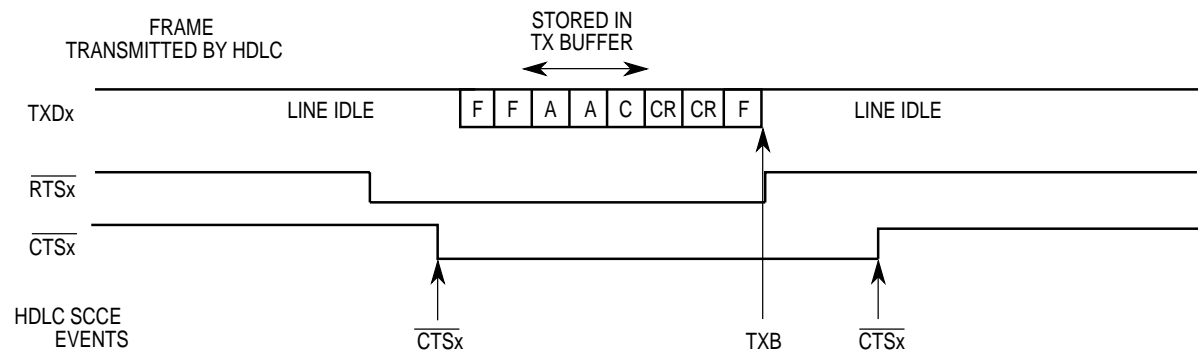 FRAME
TRANSMITTED BY HDLC
STORED IN
TX BUFFER
TXDx
LINE IDLE
F F A A C CR CR F
LINE IDLE
RTSx
CTSx
HDLC SCCE
EVENTS
CTSx
TXB
CTSx